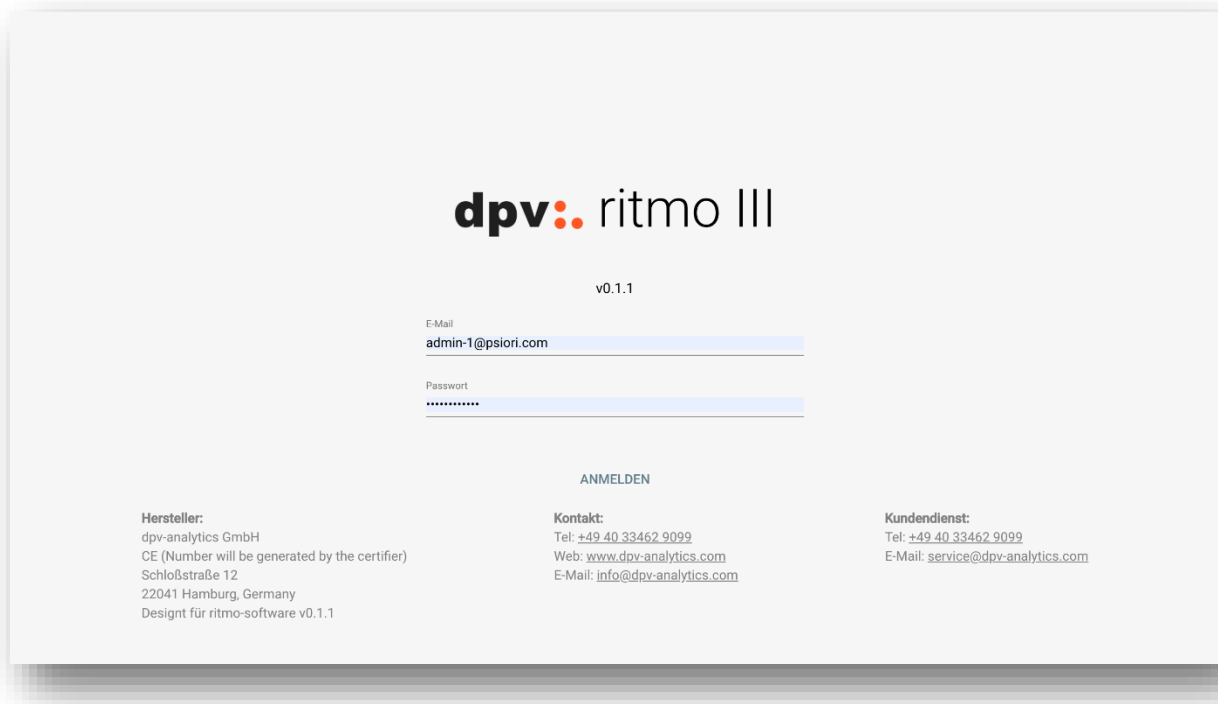 dpv:. ritmo III
v0.1.1
E-Mail
admin-1@psiori.com
Passwort
••••••••••••
ANMELDEN
Hersteller:
dpv-analytics GmbH
CE (Number will be generated by the certifier)
Schloßstraße 12
22041 Hamburg, Germany
Designt für ritmo-software v0.1.1
Kontakt:
Tel: +49 40 33462 9099
Web: www.dpv-analytics.com
E-Mail: info@dpv-analytics.com
Kundendienst:
Tel: +49 40 33462 9099
E-Mail: service@dpv-analytics.com